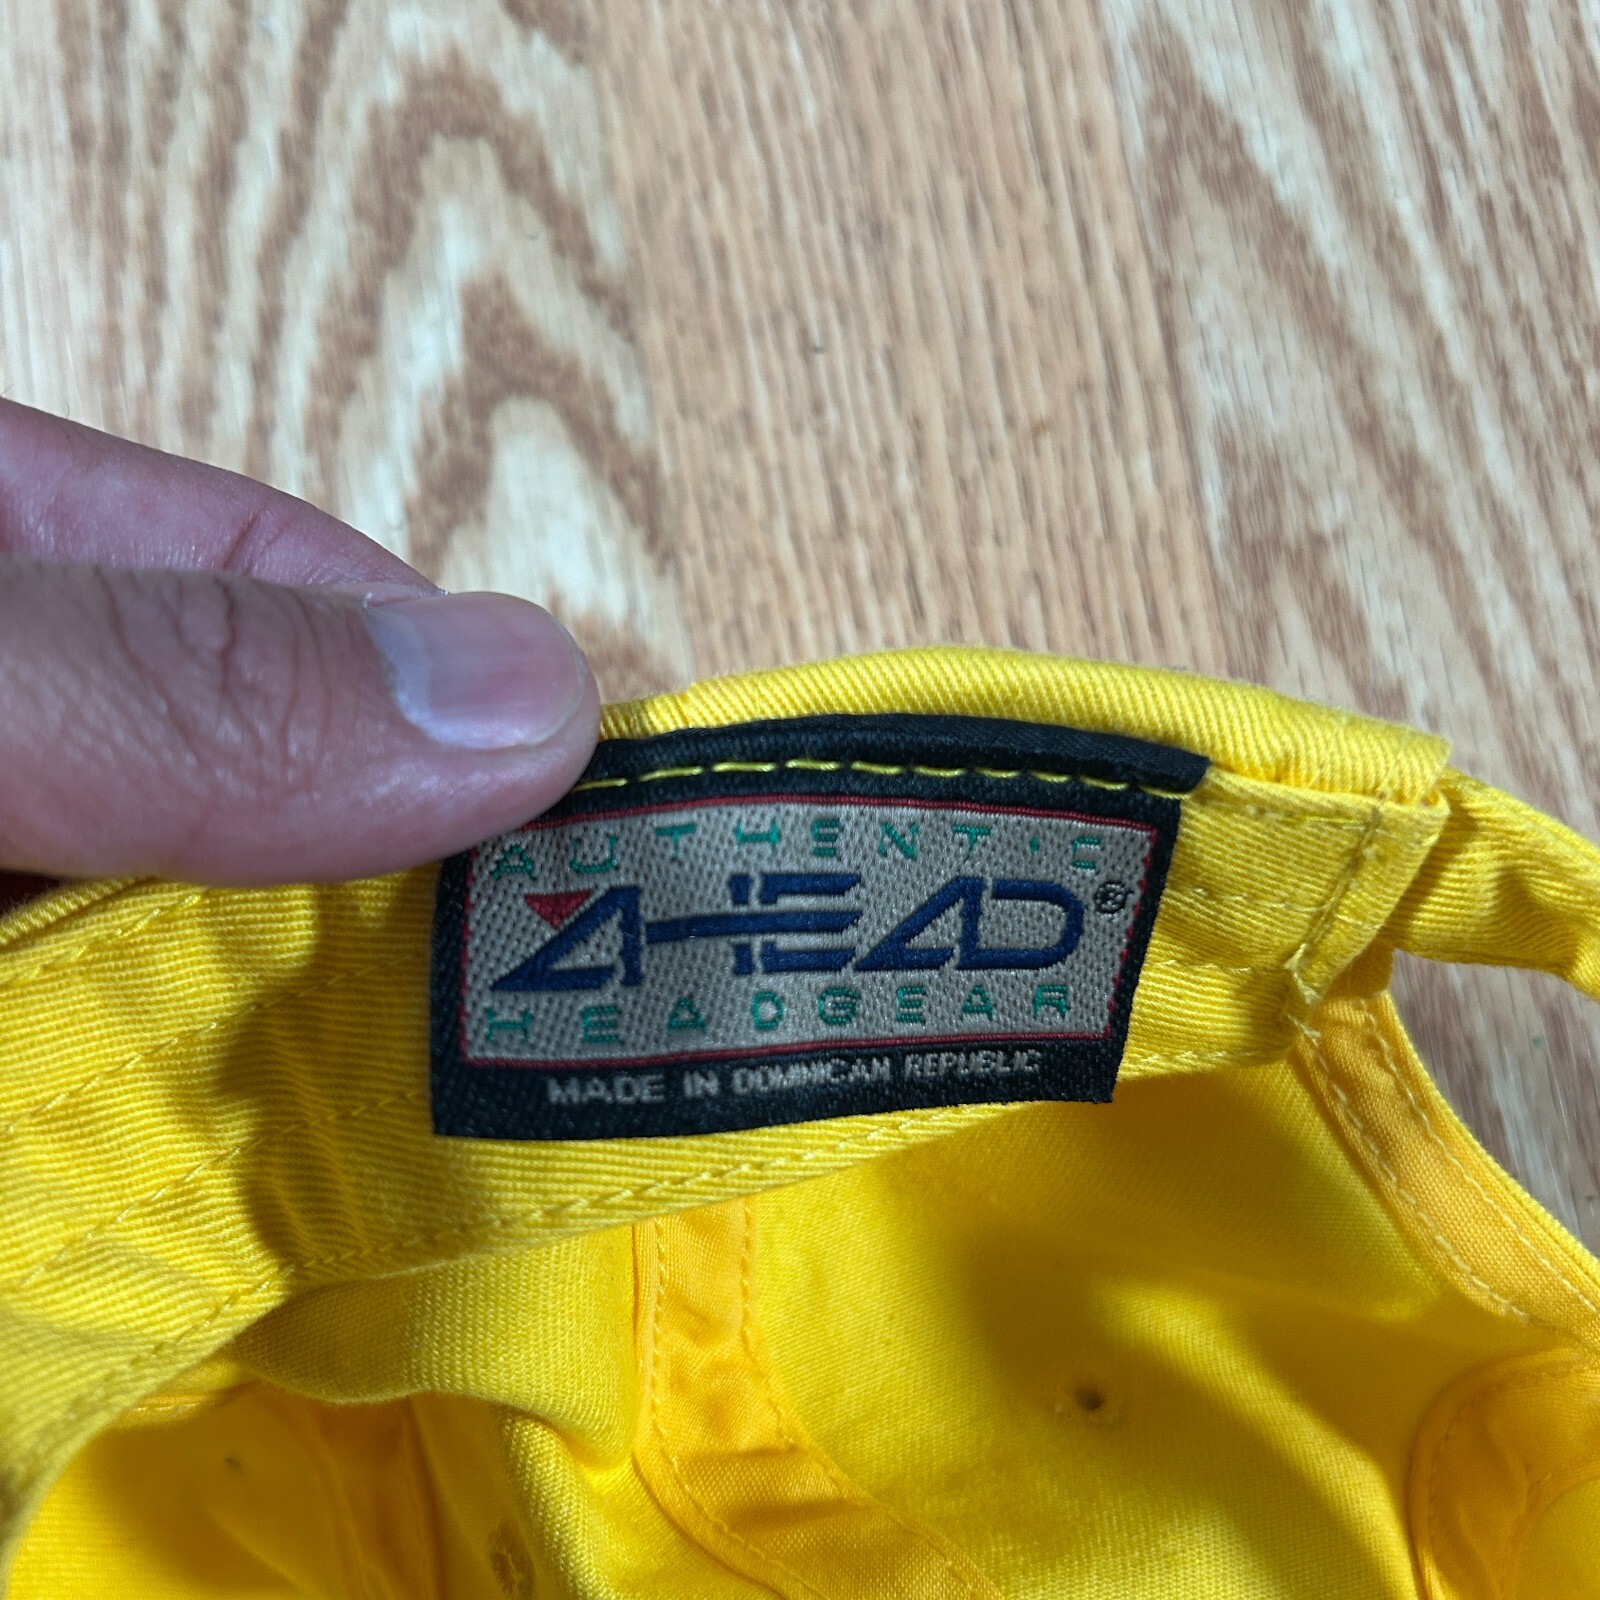 AUTHENTIC
AHEAD®
HEADGEAR
MADE IN DOMINICAN REPUBLIC